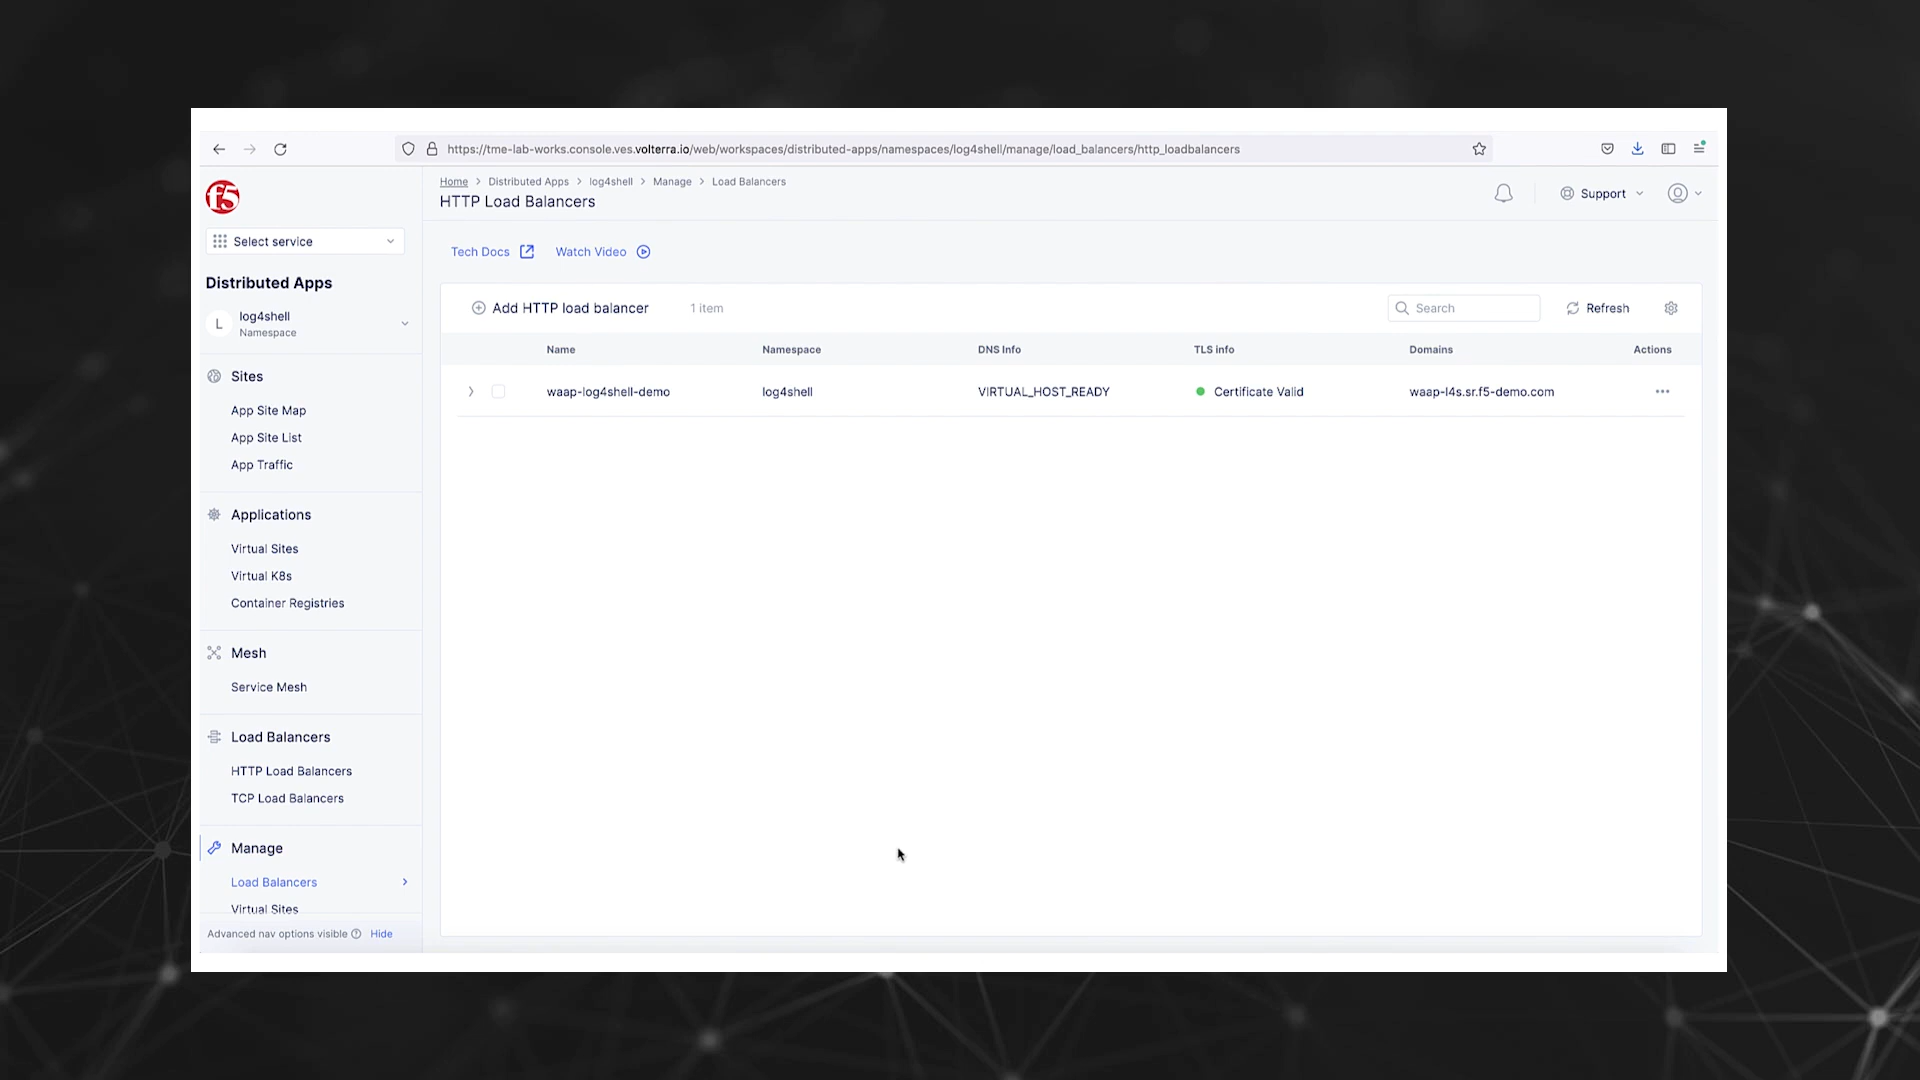 https://tme-lab-works.console.ves.volterra.io/web/workspaces/distributed-apps/namespaces/log4shell/manage/load_balancers/http_loadbalancers
f5
Select service
Distributed Apps
L
log4shell
Namespace
Sites
App Site Map
App Site List
App Traffic
Applications
Virtual Sites
Virtual K8s
Container Registries
Mesh
Service Mesh
Load Balancers
HTTP Load Balancers
TCP Load Balancers
Manage
Load Balancers
Virtual Sites
Advanced nav options visible Hide
Home > Distributed Apps > log4shell > Manage > Load Balancers
HTTP Load Balancers
Support
Tech Docs Watch Video
Add HTTP load balancer 1 item Search Refresh
Name Namespace DNS Info TLS info Domains Actions
waap-log4shell-demo log4shell VIRTUAL_HOST_READY Certificate Valid waap-l4s.sr.f5-demo.com